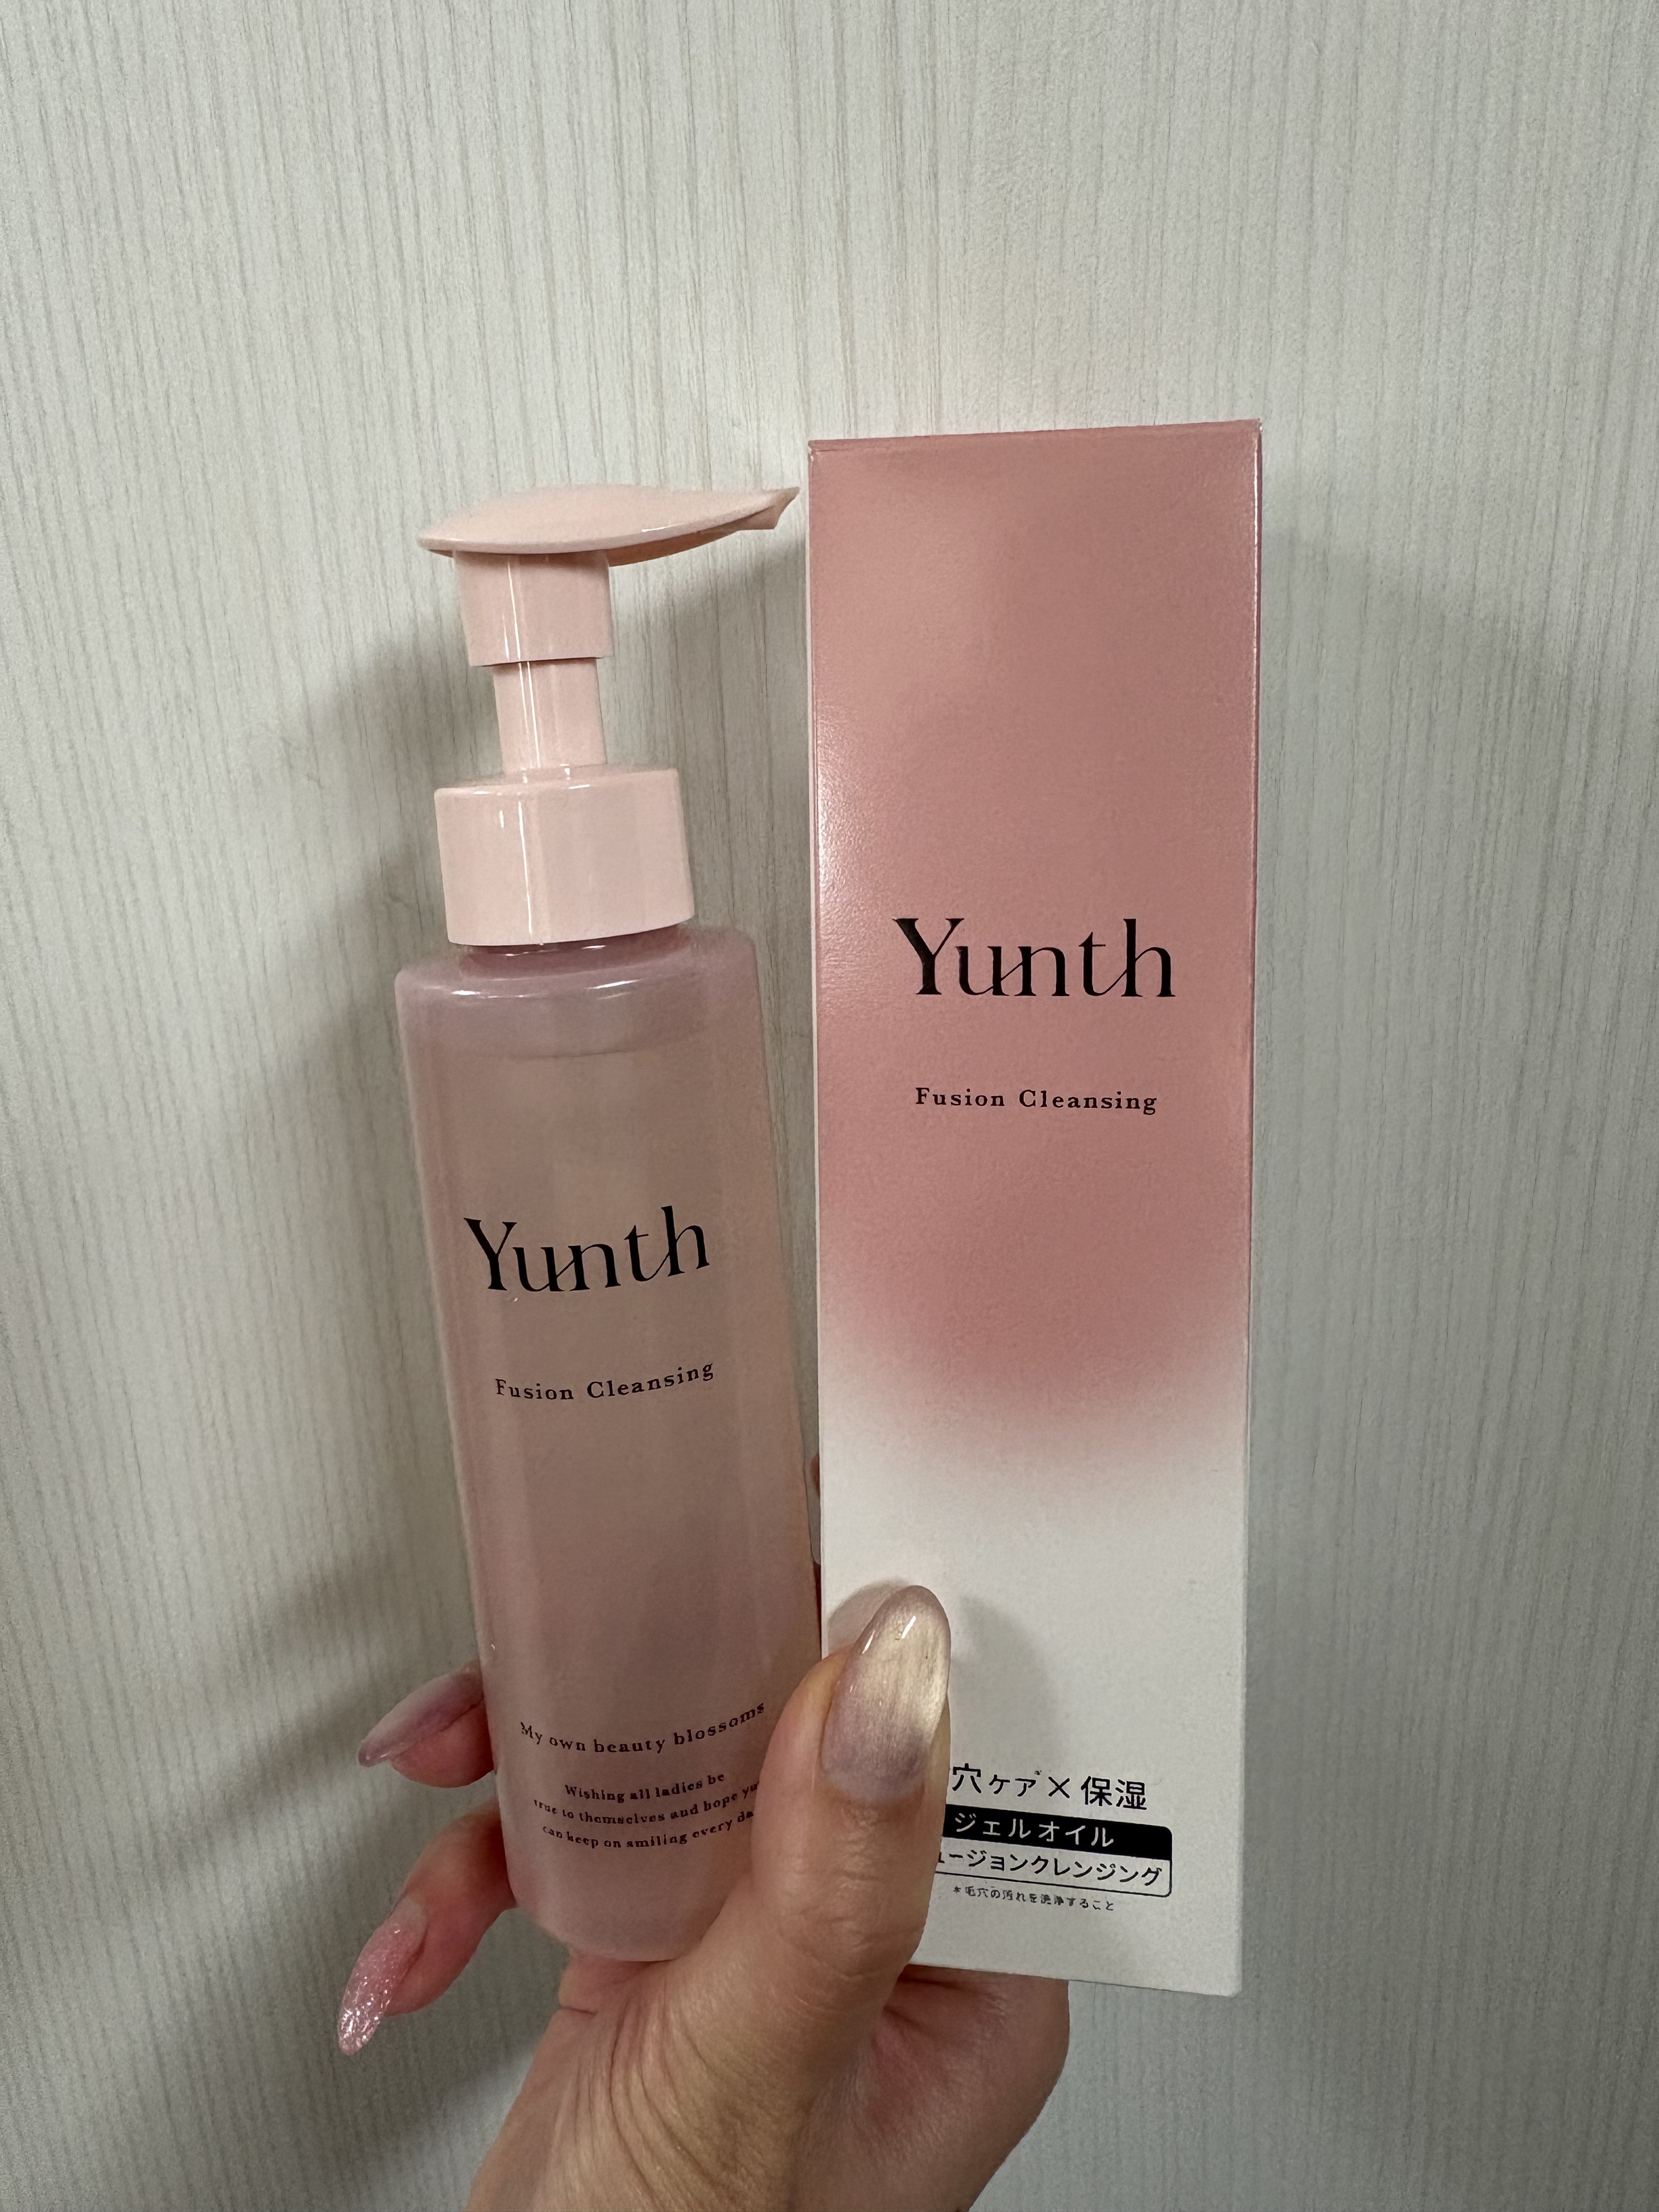 Yunth
Fusion Cleansing
My own beauty blossoms
Wishing all ladies be
true to themselves and hope
can keep on smiling every
Yunth
Fusion Cleansing
穴ケア*×保湿
ジェルオイル
ュージョンクレンジング
*毛穴の汚れを洗浄すること